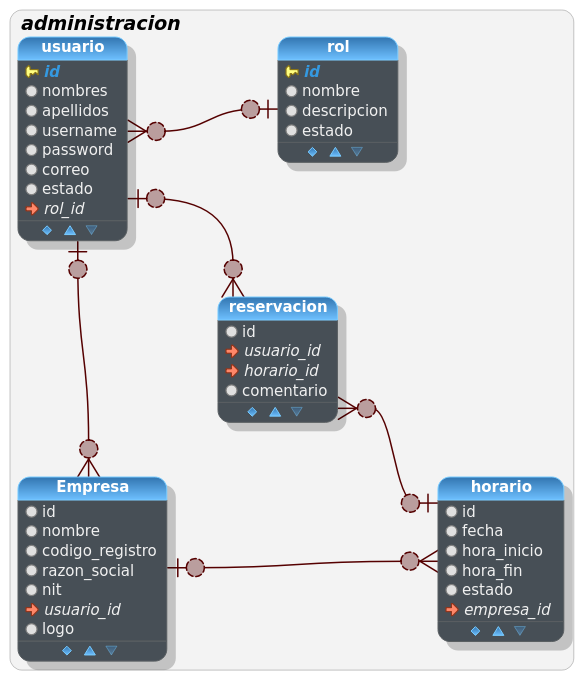 administracion
usuario
id
nombres
apellidos
username
password
correo
estado
rol_id
rol
id
nombre
descripcion
estado
reservacion
id
usuario_id
horario_id
comentario
Empresa
id
nombre
codigo_registro
razon_social
nit
usuario_id
logo
horario
id
fecha
hora_inicio
hora_fin
estado
empresa_id